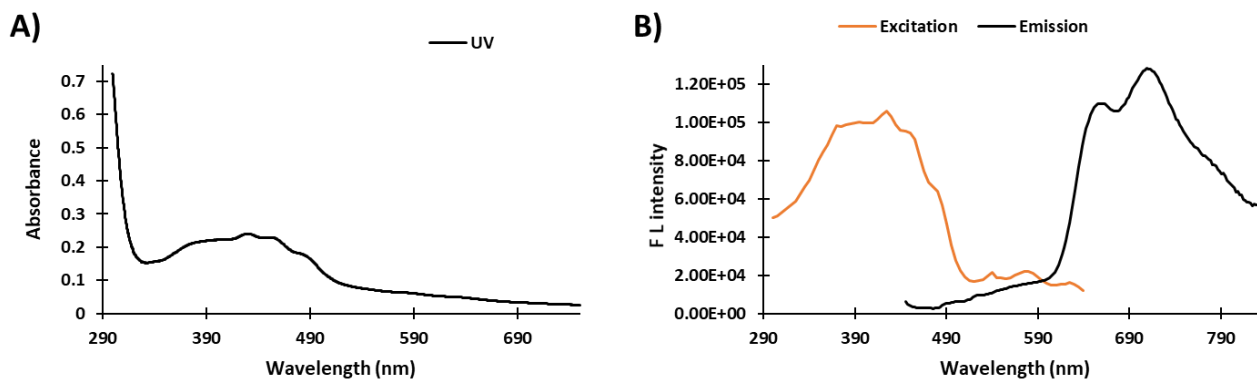 A)
UV
Absorbance
0.7
0.6
0.5
0.4
0.3
0.2
0.1
0
290 390 490 590 690
Wavelength (nm)
B)
Excitation Emission
F L intensity
1.20E+05
1.00E+05
8.00E+04
6.00E+04
4.00E+04
2.00E+04
0.00E+00
290 390 490 590 690 790
Wavelength (nm)